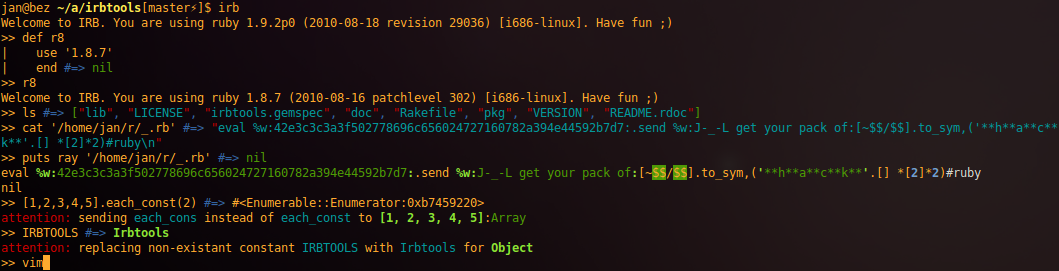 jan@bez ~/a/irbtools[master⚡]$ irb
Welcome to IRB. You are using ruby 1.9.2p0 (2010-08-18 revision 29036) [i686-linux]. Have fun ;)
>> def r8
|    use '1.8.7'
|    end #=> nil
>> r8
Welcome to IRB. You are using ruby 1.8.7 (2010-08-16 patchlevel 302) [i686-linux]. Have fun ;)
>> ls #=> ["lib", "LICENSE", "irbtools.gemspec", "doc", "Rakefile", "pkg", "VERSION", "README.rdoc"]
>> cat '/home/jan/r/_.rb' #=> "eval %w:42e3c3c3a3f502778696c656024727160782a394e44592b7d7:.send %w:J-_-L get your pack of:[~$$/$$].to_sym,('**h**a**c**
k**'.[] *[2]*2)#ruby\n"
>> puts ray '/home/jan/r/_.rb' #=> nil
eval %w:42e3c3c3a3f502778696c656024727160782a394e44592b7d7:.send %w:J-_-L get your pack of:[~$$/$$].to_sym,('**h**a**c**k**'.[] *[2]*2)#ruby
nil
>> [1,2,3,4,5].each_const(2) #=> #<Enumerable::Enumerator:0xb7459220>
attention: sending each_cons instead of each_const to [1, 2, 3, 4, 5]:Array
>> IRBTOOLS #=> Irbtools
attention: replacing non-existant constant IRBTOOLS with Irbtools for Object
>> vim